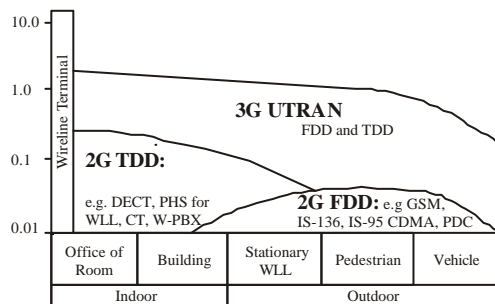 10.0
1.0
0.1
0.01
Wireline Terminal
3G UTRAN
FDD and TDD
2G TDD:
e.g. DECT, PHS for
WLL, CT, W-PBX
2G FDD: e.g GSM,
IS-136, IS-95 CDMA, PDC
Office of
Room
Building
Stationary
WLL
Pedestrian
Vehicle
Indoor
Outdoor